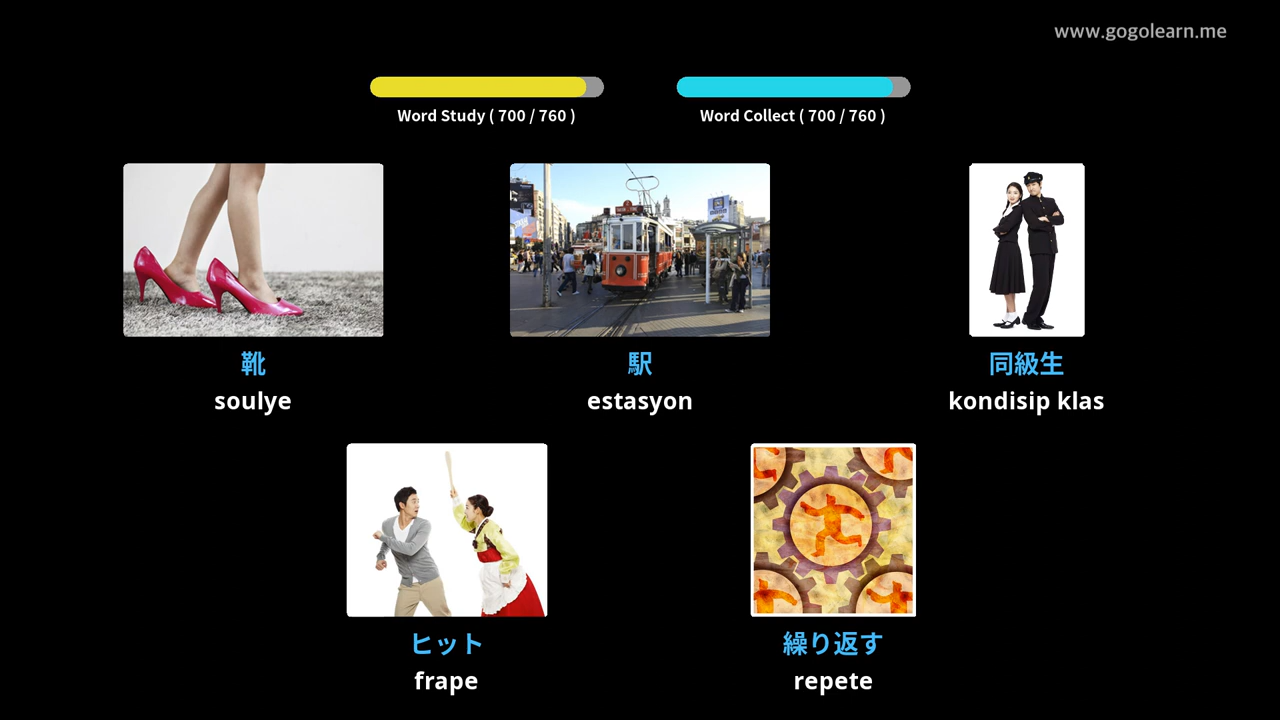 www.gogolearn.me
Word Study ( 700 / 760 )
Word Collect ( 700 / 760 )
靴
soulye
駅
estasyon
同級生
kondisip klas
ヒット
frape
繰り返す
repete